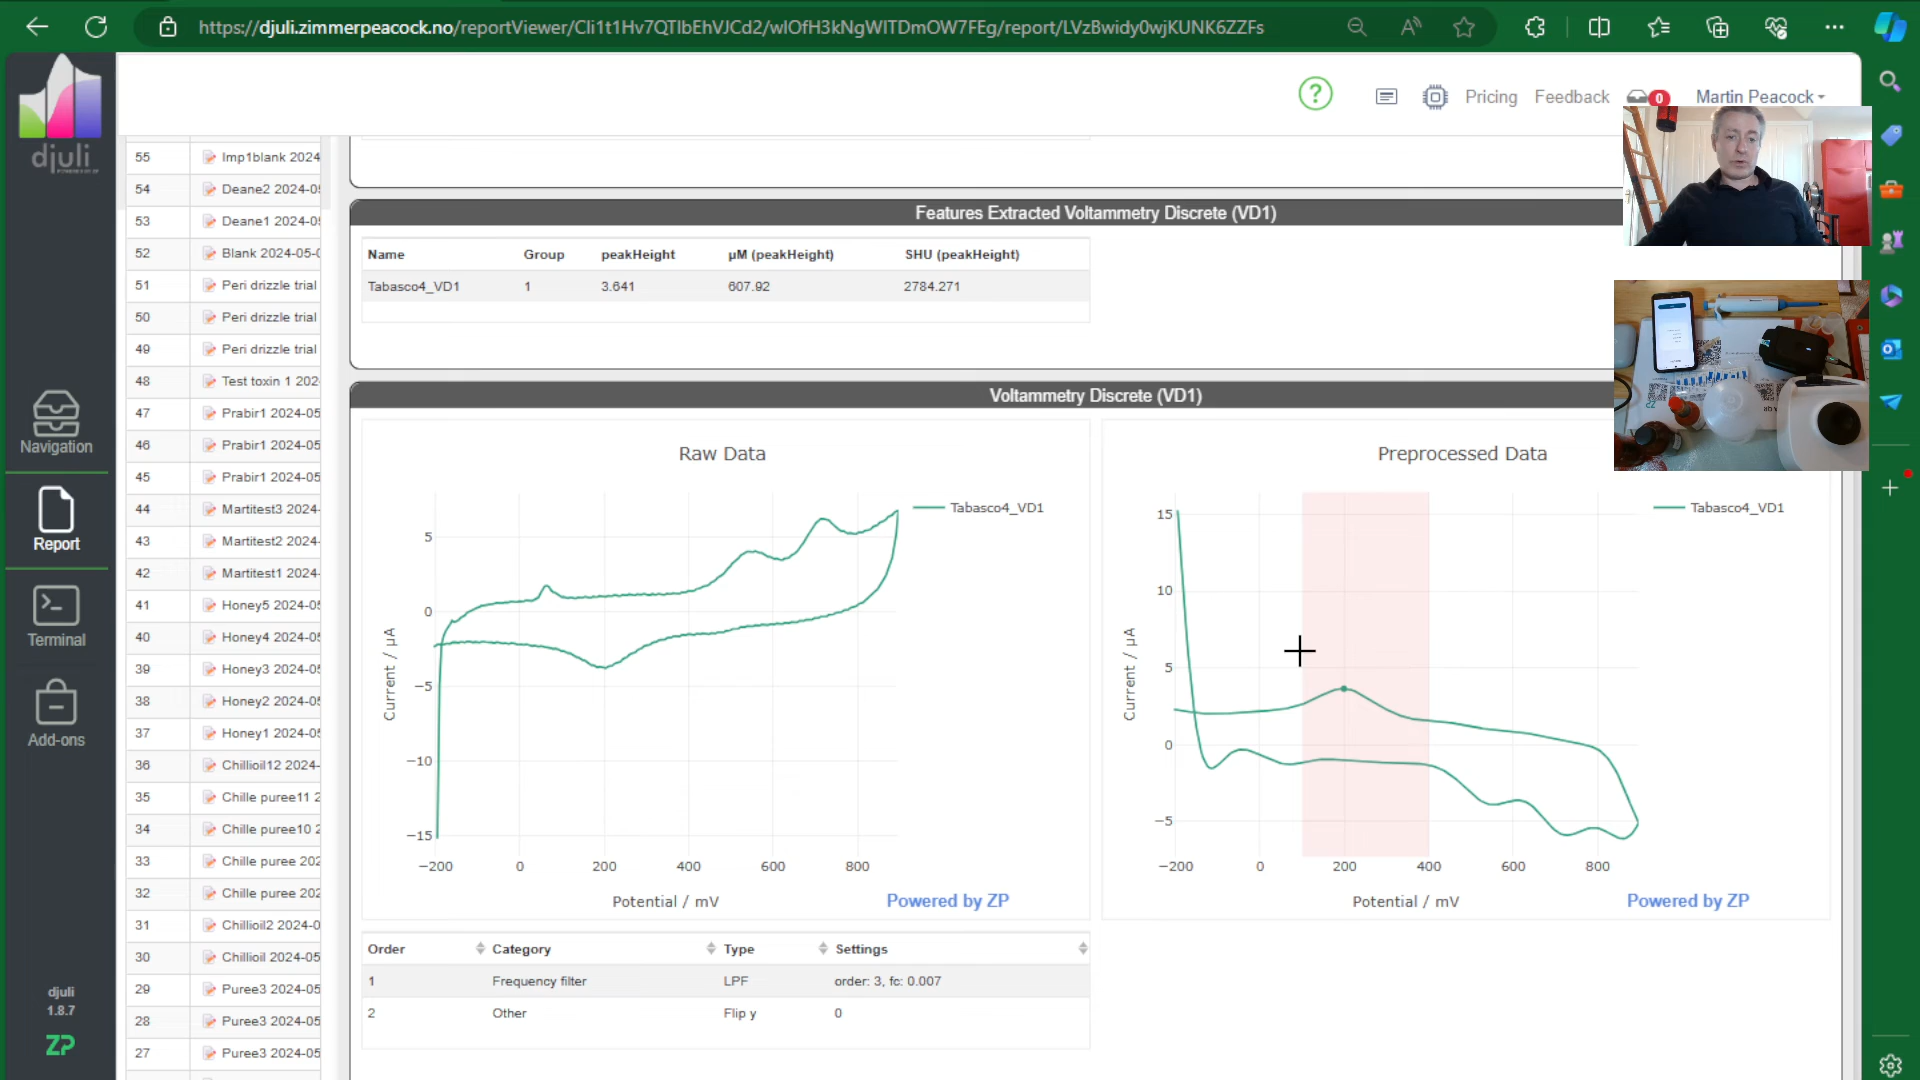 https://djuli.zimmerpeacock.no/reportViewer/Cli1t1Hv7QTlbEhVJCd2/wlOfH3kNgWlTDmOW7FEg/report/LVzBwidy0wjKUNK6ZZFs
djuli
? Pricing Feedback 0 Martin Peacock
55 Imp1blank 2024
54 Deane2 2024-0
53 Deane1 2024-0
52 Blank 2024-05-0
51 Peri drizzle trial
50 Peri drizzle trial
49 Peri drizzle trial
48 Test toxin 1 202
47 Prabir1 2024-05
46 Prabir1 2024-05
45 Prabir1 2024-05
44 Martitest3 2024-
43 Martitest2 2024-
42 Martitest1 2024-
41 Honey5 2024-05
40 Honey4 2024-05
39 Honey3 2024-05
38 Honey2 2024-05
37 Honey1 2024-05
36 Chillioil12 2024-
35 Chille puree11 2
34 Chille puree10 2
33 Chille puree 202
32 Chille puree 202
31 Chillioil2 2024-0
30 Chillioil 2024-05
29 Puree3 2024-05
28 Puree3 2024-05
27 Puree3 2024-05
Navigation
Report
Terminal
Add-ons
djuli
1.8.7
ZP
Features Extracted Voltammetry Discrete (VD1)
Name Group peakHeight µM (peakHeight) SHU (peakHeight)
Tabasco4_VD1 1 3.641 607.92 2784.271
Voltammetry Discrete (VD1)
Raw Data
Tabasco4_VD1
5
0
−5
−10
−15
Current / µA
−200 0 200 400 600 800
Potential / mV
Powered by ZP
Preprocessed Data
Tabasco4_VD1
15
10
5
0
−5
Current / µA
−200 0 200 400 600 800
Potential / mV
Powered by ZP
Order Category Type Settings
1 Frequency filter LPF order: 3, fc: 0.007
2 Other Flip y 0